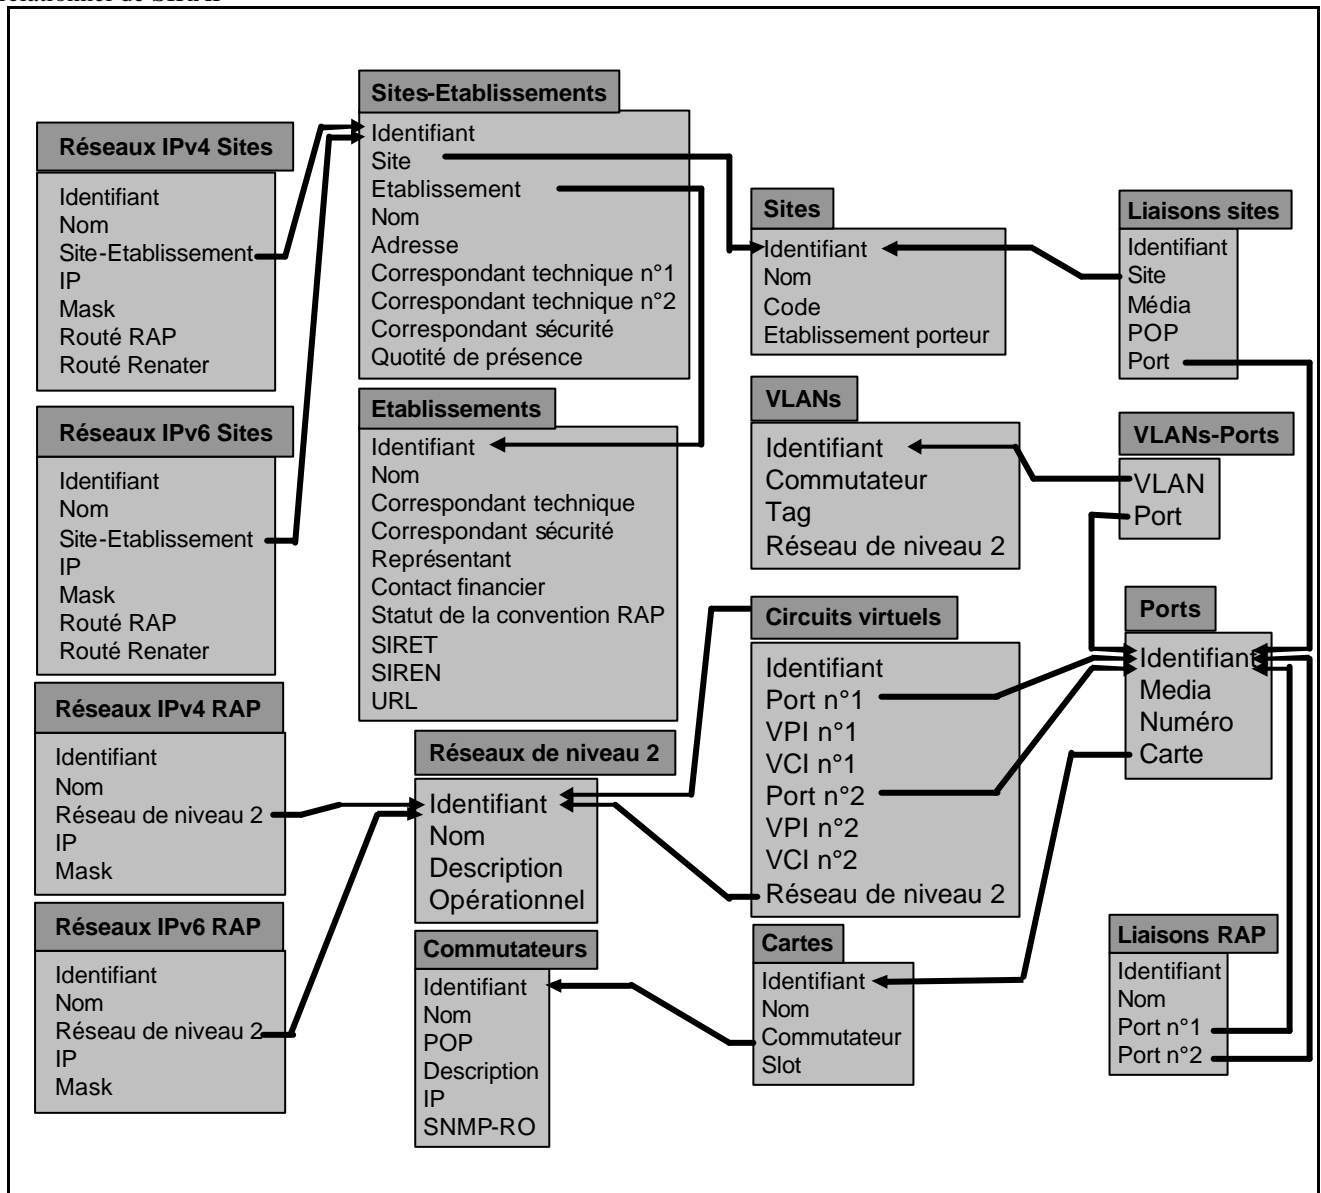 Réseaux IPv4 Sites
Identifiant
Nom
Site-Etablissement
IP
Mask
Routé RAP
Routé Renater
Réseaux IPv6 Sites
Identifiant
Nom
Site-Etablissement
IP
Mask
Routé RAP
Routé Renater
Réseaux IPv4 RAP
Identifiant
Nom
Réseau de niveau 2
IP
Mask
Réseaux IPv6 RAP
Identifiant
Nom
Réseau de niveau 2
IP
Mask
Sites-Etablissements
Identifiant
Site
Etablissement
Nom
Adresse
Correspondant technique n°1
Correspondant technique n°2
Correspondant sécurité
Quotité de présence
Etablissements
Identifiant
Nom
Correspondant technique
Correspondant sécurité
Représentant
Contact financier
Statut de la convention RAP
SIRET
SIREN
URL
Réseaux de niveau 2
Identifiant
Nom
Description
Opérationnel
Commutateurs
Identifiant
Nom
POP
Description
IP
SNMP-RO
Sites
Identifiant
Nom
Code
Etablissement porteur
VLANs
Identifiant
Commutateur
Tag
Réseau de niveau 2
Circuits virtuels
Identifiant
Port n°1
VPI n°1
VCI n°1
Port n°2
VPI n°2
VCI n°2
Réseau de niveau 2
Cartes
Identifiant
Nom
Commutateur
Slot
Liaisons sites
Identifiant
Site
Média
POP
Port
VLANs-Ports
VLAN
Port
Ports
Identifiant
Media
Numéro
Carte
Liaisons RAP
Identifiant
Nom
Port n°1
Port n°2